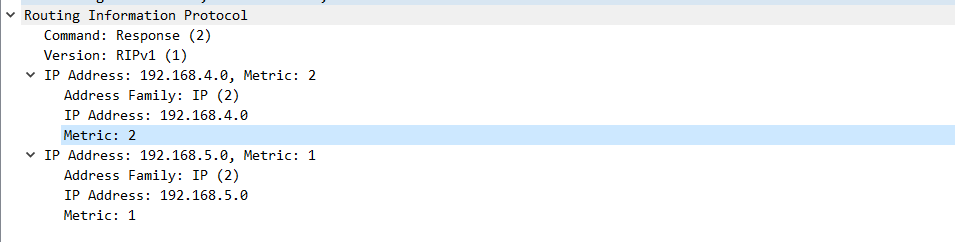 Routing Information Protocol
Command: Response (2)
Version: RIPv1 (1)
IP Address: 192.168.4.0, Metric: 2
Address Family: IP (2)
IP Address: 192.168.4.0
Metric: 2
IP Address: 192.168.5.0, Metric: 1
Address Family: IP (2)
IP Address: 192.168.5.0
Metric: 1